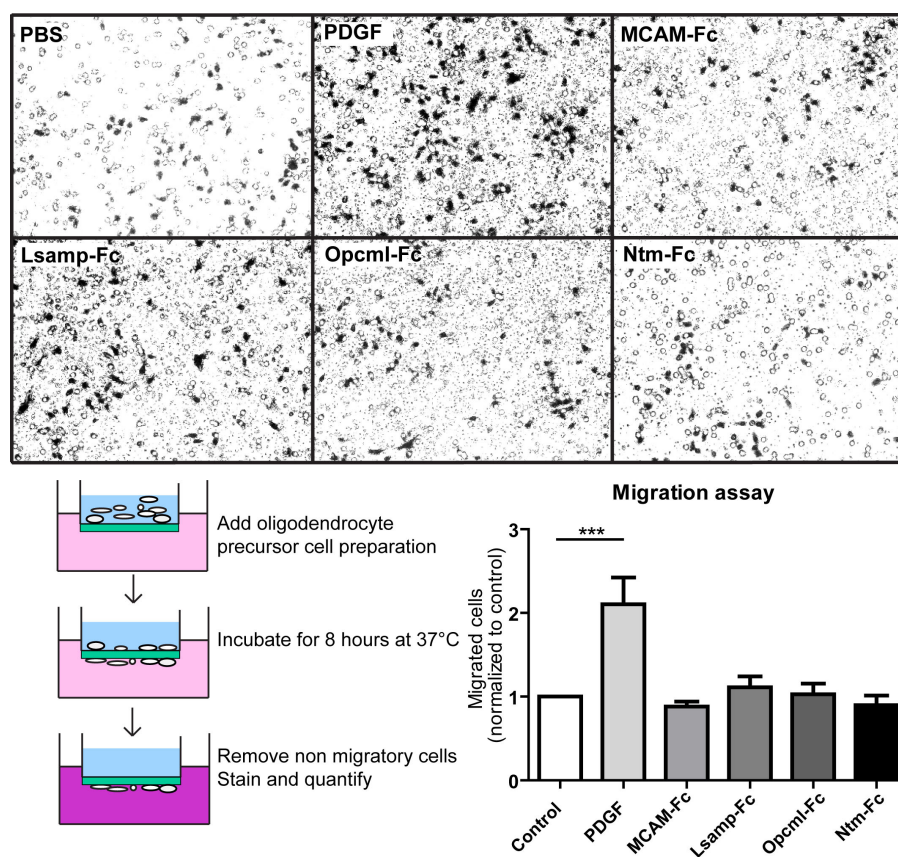 PBS
PDGF
MCAM-Fc
Lsamp-Fc
Opcml-Fc
Ntm-Fc
Add oligodendrocyte
precursor cell preparation
Incubate for 8 hours at 37°C
Remove non migratory cells
Stain and quantify
Migration assay
Migrated cells
(normalized to control)
3
2
1
0
***
Control
PDGF
MCAM-Fc
Lsamp-Fc
Opcml-Fc
Ntm-Fc